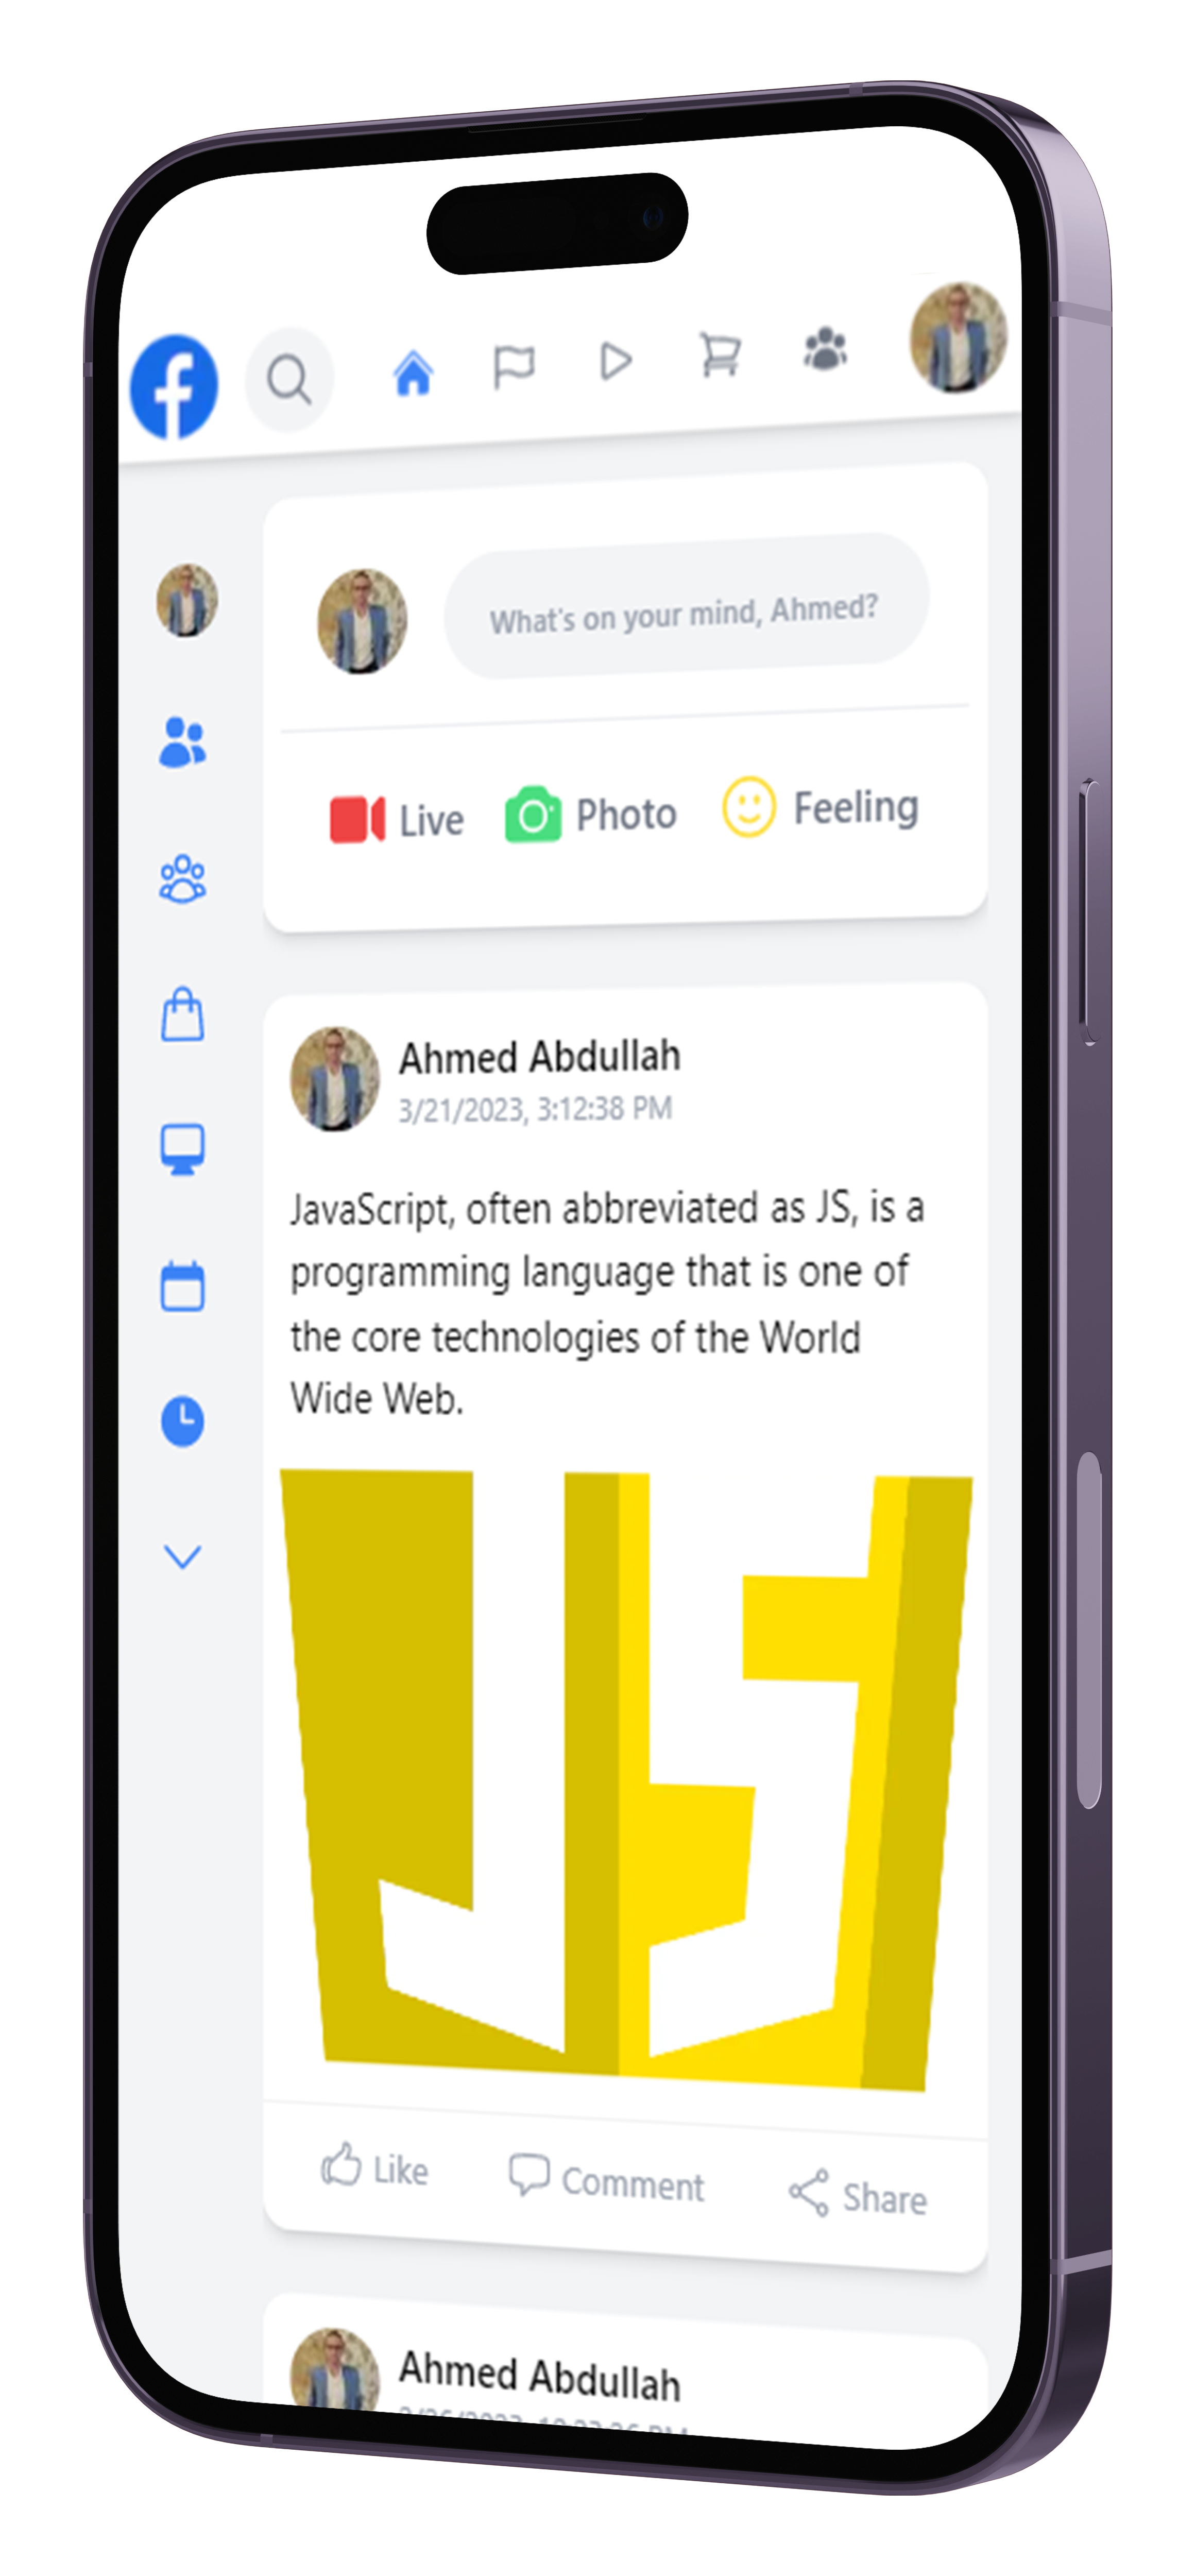 What's on your mind, Ahmed?
Live Photo Feeling
Ahmed Abdullah
3/21/2023, 3:12:38 PM
JavaScript, often abbreviated as JS, is a
programming language that is one of
the core technologies of the World
Wide Web.
JS
Like Comment Share
Ahmed Abdullah